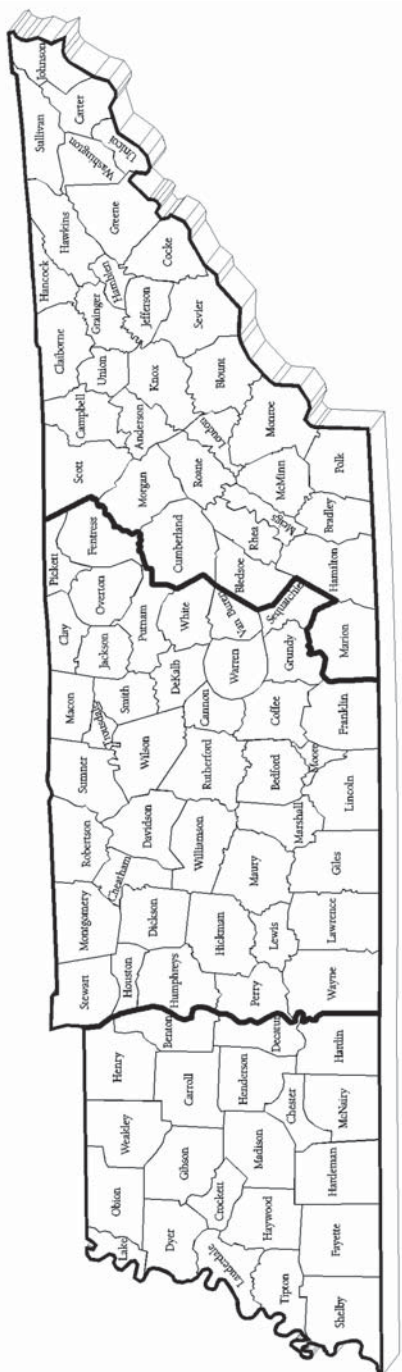 Lake
Obion
Weakley
Henry
Stewart
Montgomery
Robertson
Sumner
Macon
Clay
Pickett
Scott
Campbell
Claiborne
Hancock
Hawkins
Sullivan
Johnson
Carter
Unicoi
Washington
Greene
Hamblen
Grainger
Union
Anderson
Morgan
Fentress
Overton
Jackson
Trousdale
Smith
Putnam
Wilson
Davidson
Cheatham
Dickson
Houston
Humphreys
Benton
Carroll
Gibson
Dyer
Crockett
Lauderdale
Haywood
Madison
Henderson
Decatur
Perry
Hickman
Lewis
Maury
Williamson
Rutherford
Cannon
DeKalb
White
Cumberland
Roane
Knox
Jefferson
Cocke
Sevier
Blount
Loudon
Monroe
McMinn
Meigs
Rhea
Bledsoe
Van Buren
Warren
Coffee
Bedford
Marshall
Moore
Grundy
Sequatchie
Tipton
Shelby
Fayette
Hardeman
Chester
McNairy
Hardin
Wayne
Lawrence
Giles
Lincoln
Franklin
Marion
Hamilton
Bradley
Polk